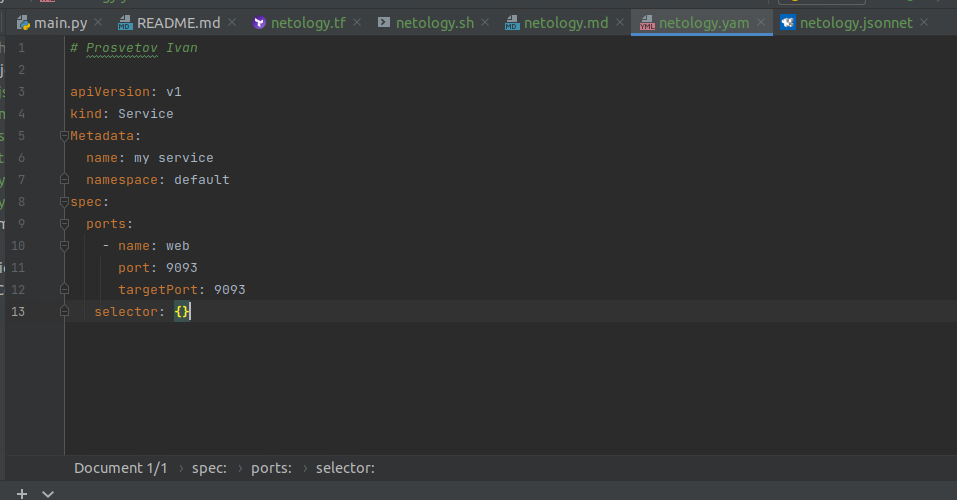 main.py README.md netology.tf netology.sh netology.md netology.yam netology.jsonnet
1 # Prosvetov Ivan
2
3 apiVersion: v1
4 kind: Service
5 Metadata:
6   name: my service
7   namespace: default
8 spec:
9   ports:
10     - name: web
11       port: 9093
12       targetPort: 9093
13    selector: {}
Document 1/1 › spec: › ports: › selector: